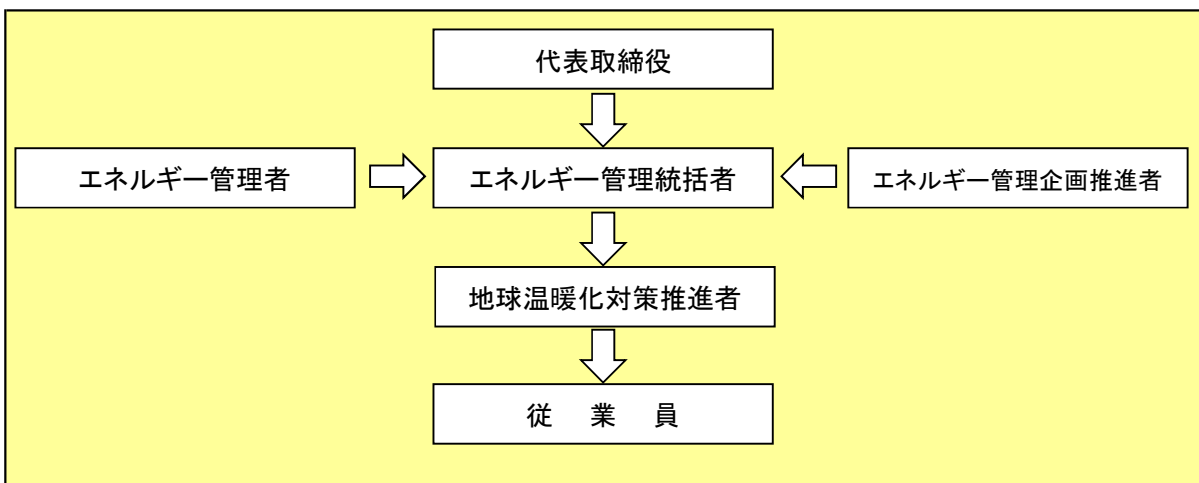 代表取締役
エネルギー管理者
エネルギー管理統括者
エネルギー管理企画推進者
地球温暖化対策推進者
従 業 員